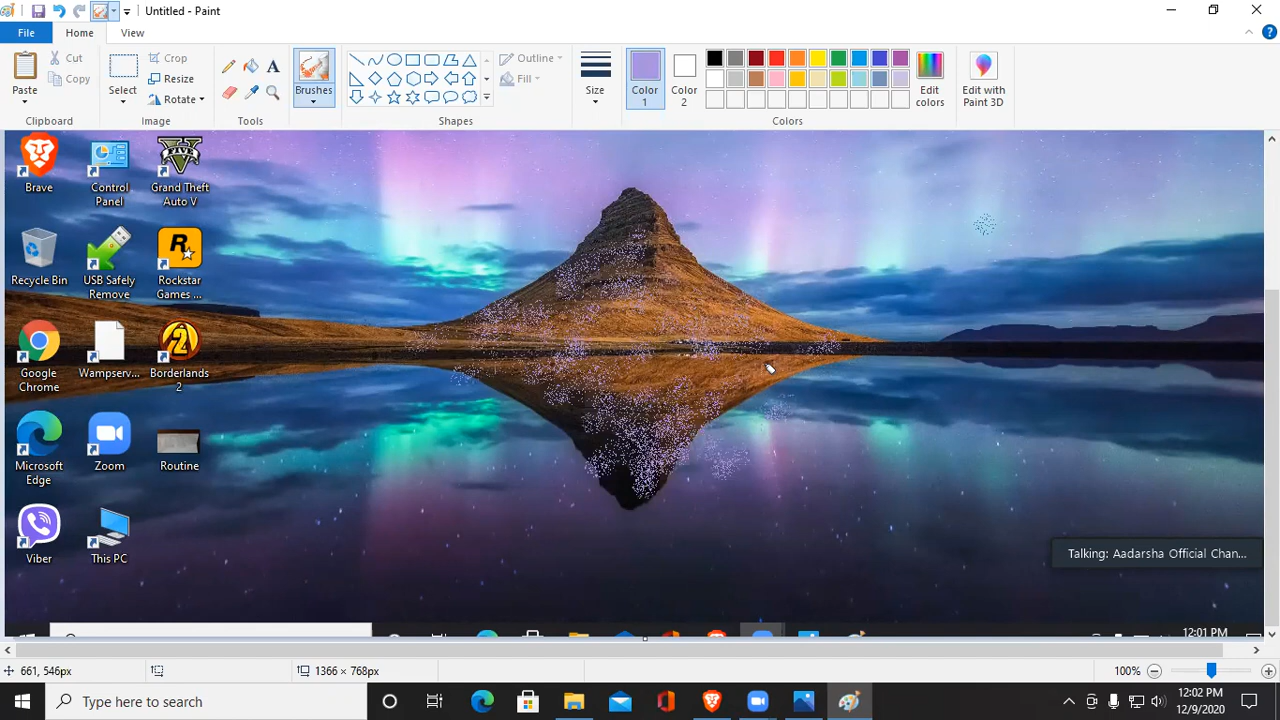 Untitled - Paint
File
Home
View
Paste
Cut
Copy
Clipboard
Select
Crop
Resize
Rotate
Image
A
Tools
Brushes
Outline
Fill
Shapes
Size
Color
1
Color
2
Edit
colors
Colors
Edit with
Paint 3D
Brave
Control
Panel
Grand Theft
Auto V
Recycle Bin
USB Safely
Remove
Rockstar
Games ...
Google
Chrome
Wampserv...
Borderlands
2
Microsoft
Edge
Zoom
Routine
Viber
This PC
Talking: Aadarsha Official Chan...
12:01 PM
661, 546px
1366 × 768px
100%
Type here to search
12:02 PM
12/9/2020